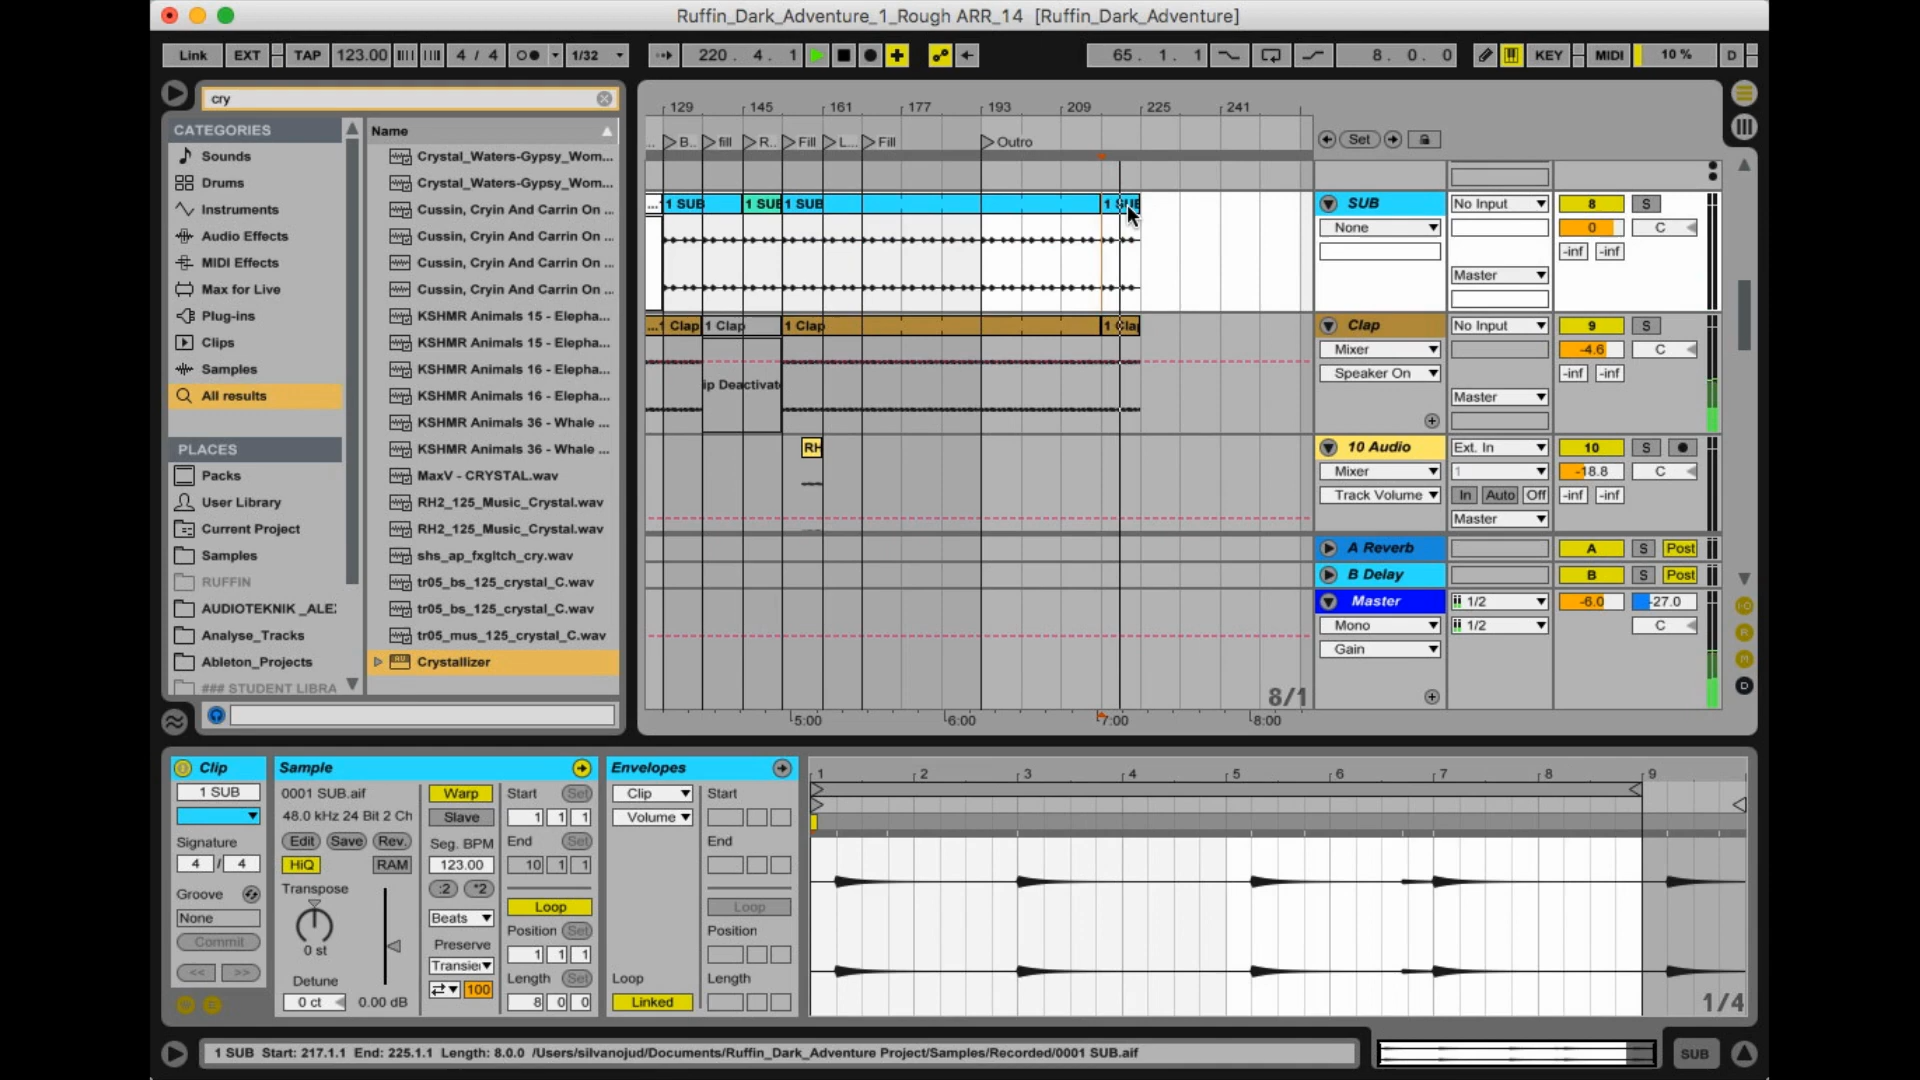 Ruffin_Dark_Adventure_1_Rough ARR_14 [Ruffin_Dark_Adventure]
Link EXT TAP 123.00 4 / 4 1/32 220 . 4 . 1 65 . 1 . 1 8 . 0 . 0 KEY MIDI 10 % D
cry
CATEGORIES
Sounds
Drums
Instruments
Audio Effects
MIDI Effects
Max for Live
Plug-ins
Clips
Samples
All results
PLACES
Packs
User Library
Current Project
Samples
RUFFIN
AUDIOTEKNIK _ALE
Analyse_Tracks
Ableton_Projects
### STUDENT LIBRA
Name
Crystal_Waters-Gypsy_Wom...
Crystal_Waters-Gypsy_Wom...
Cussin, Cryin And Carrin On ...
Cussin, Cryin And Carrin On ...
Cussin, Cryin And Carrin On ...
Cussin, Cryin And Carrin On ...
KSHMR Animals 15 - Elepha...
KSHMR Animals 15 - Elepha...
KSHMR Animals 16 - Elepha...
KSHMR Animals 16 - Elepha...
KSHMR Animals 36 - Whale ...
KSHMR Animals 36 - Whale ...
MaxV - CRYSTAL.wav
RH2_125_Music_Crystal.wav
RH2_125_Music_Crystal.wav
shs_ap_fxgltch_cry.wav
tr05_bs_125_crystal_C.wav
tr05_bs_125_crystal_C.wav
tr05_mus_125_crystal_C.wav
Crystallizer
129 145 161 177 193 209 225 241
... B.. fill R.. Fill L... Fill Outro
Set
...1 SUB 1 SUB 1 SUB 1 SUB
...1 Clap 1 Clap 1 Clap 1 Clap
ip Deactivate
RH
8/1
5:00 6:00 7:00 8:00
SUB No Input 8 S
None 0 C
-inf -inf
Master
Clap No Input 9 S
Mixer -4.6 C
Speaker On -inf -inf
Master
10 Audio Ext. In 10 S
Mixer 1 -18.8 C
Track Volume In Auto Off -inf -inf
Master
A Reverb A S Post
B Delay B S Post
Master 1/2 -6.0 -27.0
Mono 1/2 C
Gain
I-O
R
M
D
Clip
1 SUB
Signature
4 / 4
Groove
None
Commit
<< >>
Sample
0001 SUB.aif
48.0 kHz 24 Bit 2 Ch
Edit Save Rev.
HiQ RAM
Transpose
0 st
Detune
0 ct 0.00 dB
Warp
Slave
Seg. BPM
123.00
:2 *2
Beats
Preserve
Transie
100
Start Set
1 1 1
End Set
10 1 1
Loop
Position Set
1 1 1
Length Set
8 0 0
Envelopes
Clip
Volume
Loop
Linked
Start
End
Loop
Position
Length
1 2 3 4 5 6 7 8 9
1/4
1 SUB Start: 217.1.1 End: 225.1.1 Length: 8.0.0 /Users/silvanojud/Documents/Ruffin_Dark_Adventure Project/Samples/Recorded/0001 SUB.aif
SUB